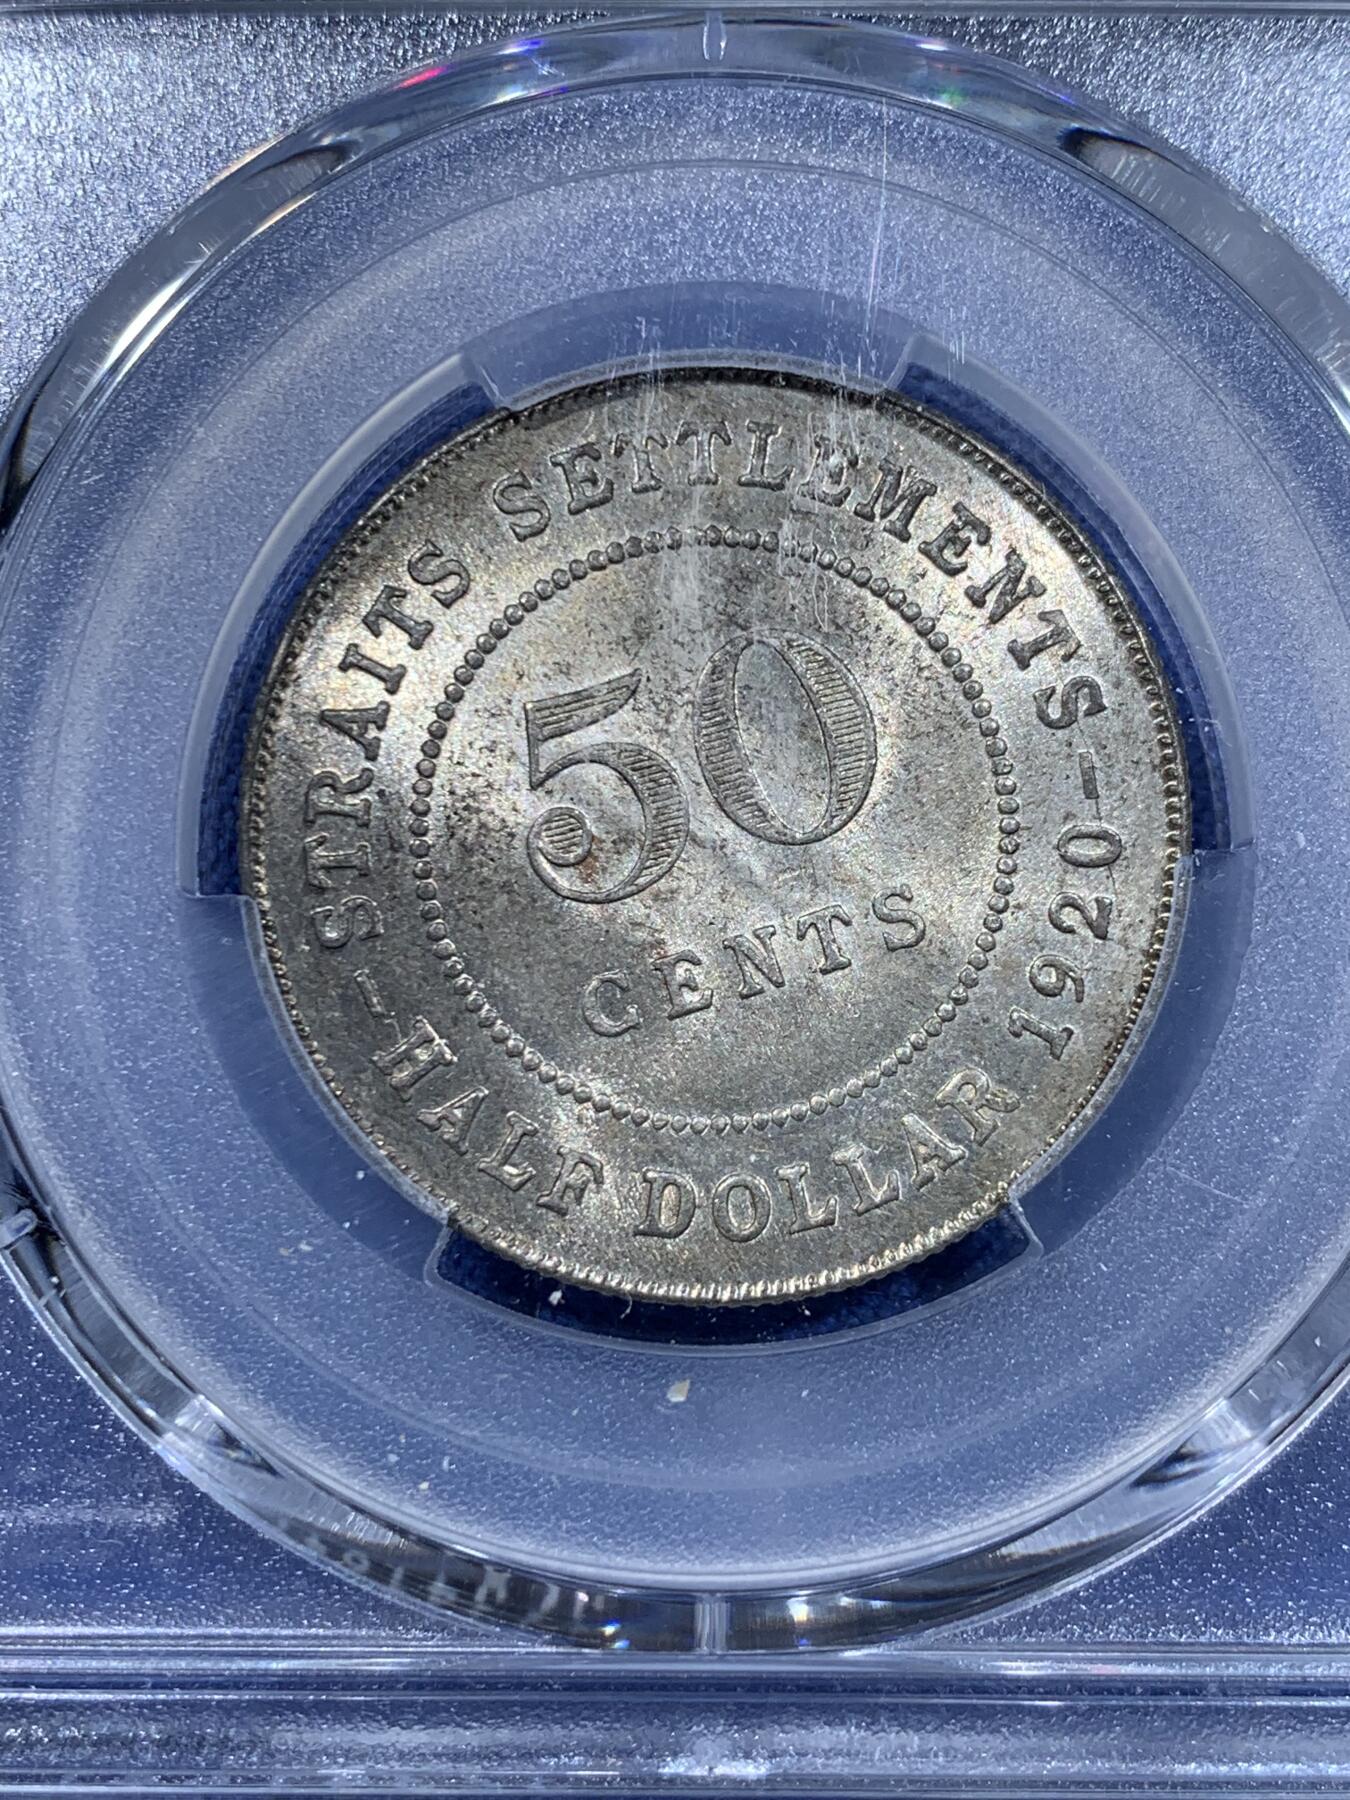 STRAITS SETTLEMENTS
50
CENTS
HALF DOLLAR 1920